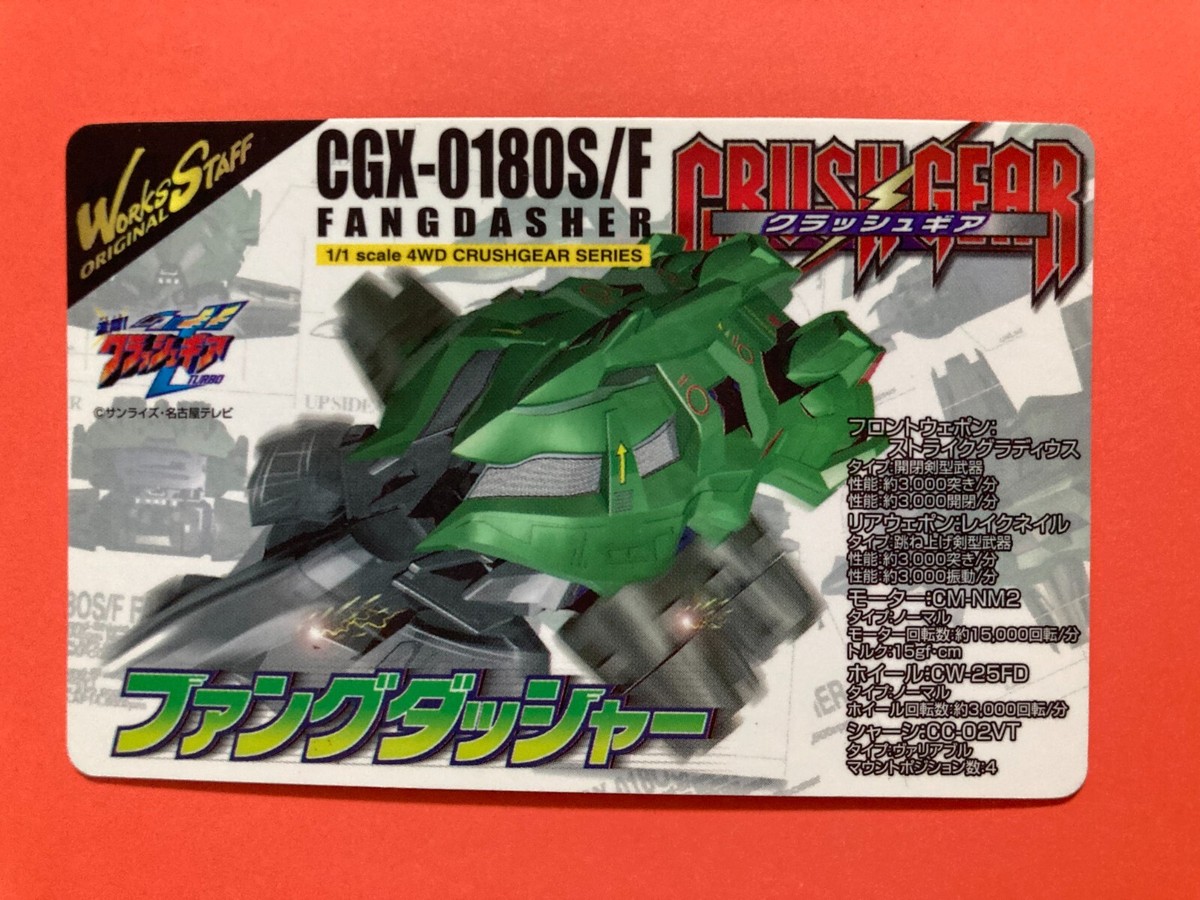 WORKS STAFF
ORIGINAL
CGX-0180S/F
FANGDASHER
1/1 scale 4WD CRUSHGEAR SERIES
CRUSH GEAR
クラッシュギア
激闘!
クラッシュギア
TURBO
©サンライズ・名古屋テレビ
UPSIDE
フロントウェポン:
ストライクグラディウス
タイプ:開閉剣型武器
性能:約3,000突き/分
性能:約3,000開閉/分
リアウェポン:レイクネイル
タイプ:跳ね上げ剣型武器
性能:約3,000突き/分
性能:約3,000振動/分
モーター:CM-NM2
タイプ:ノーマル
モーター回転数:約15,000回転/分
トルク:15gf・cm
ホイール:CW-25FD
タイプ:ノーマル
ホイール回転数:約3,000回転/分
シャーシ:CC-02VT
タイプ:ヴァリアブル
マウントポジション数:4
ファングダッシャー